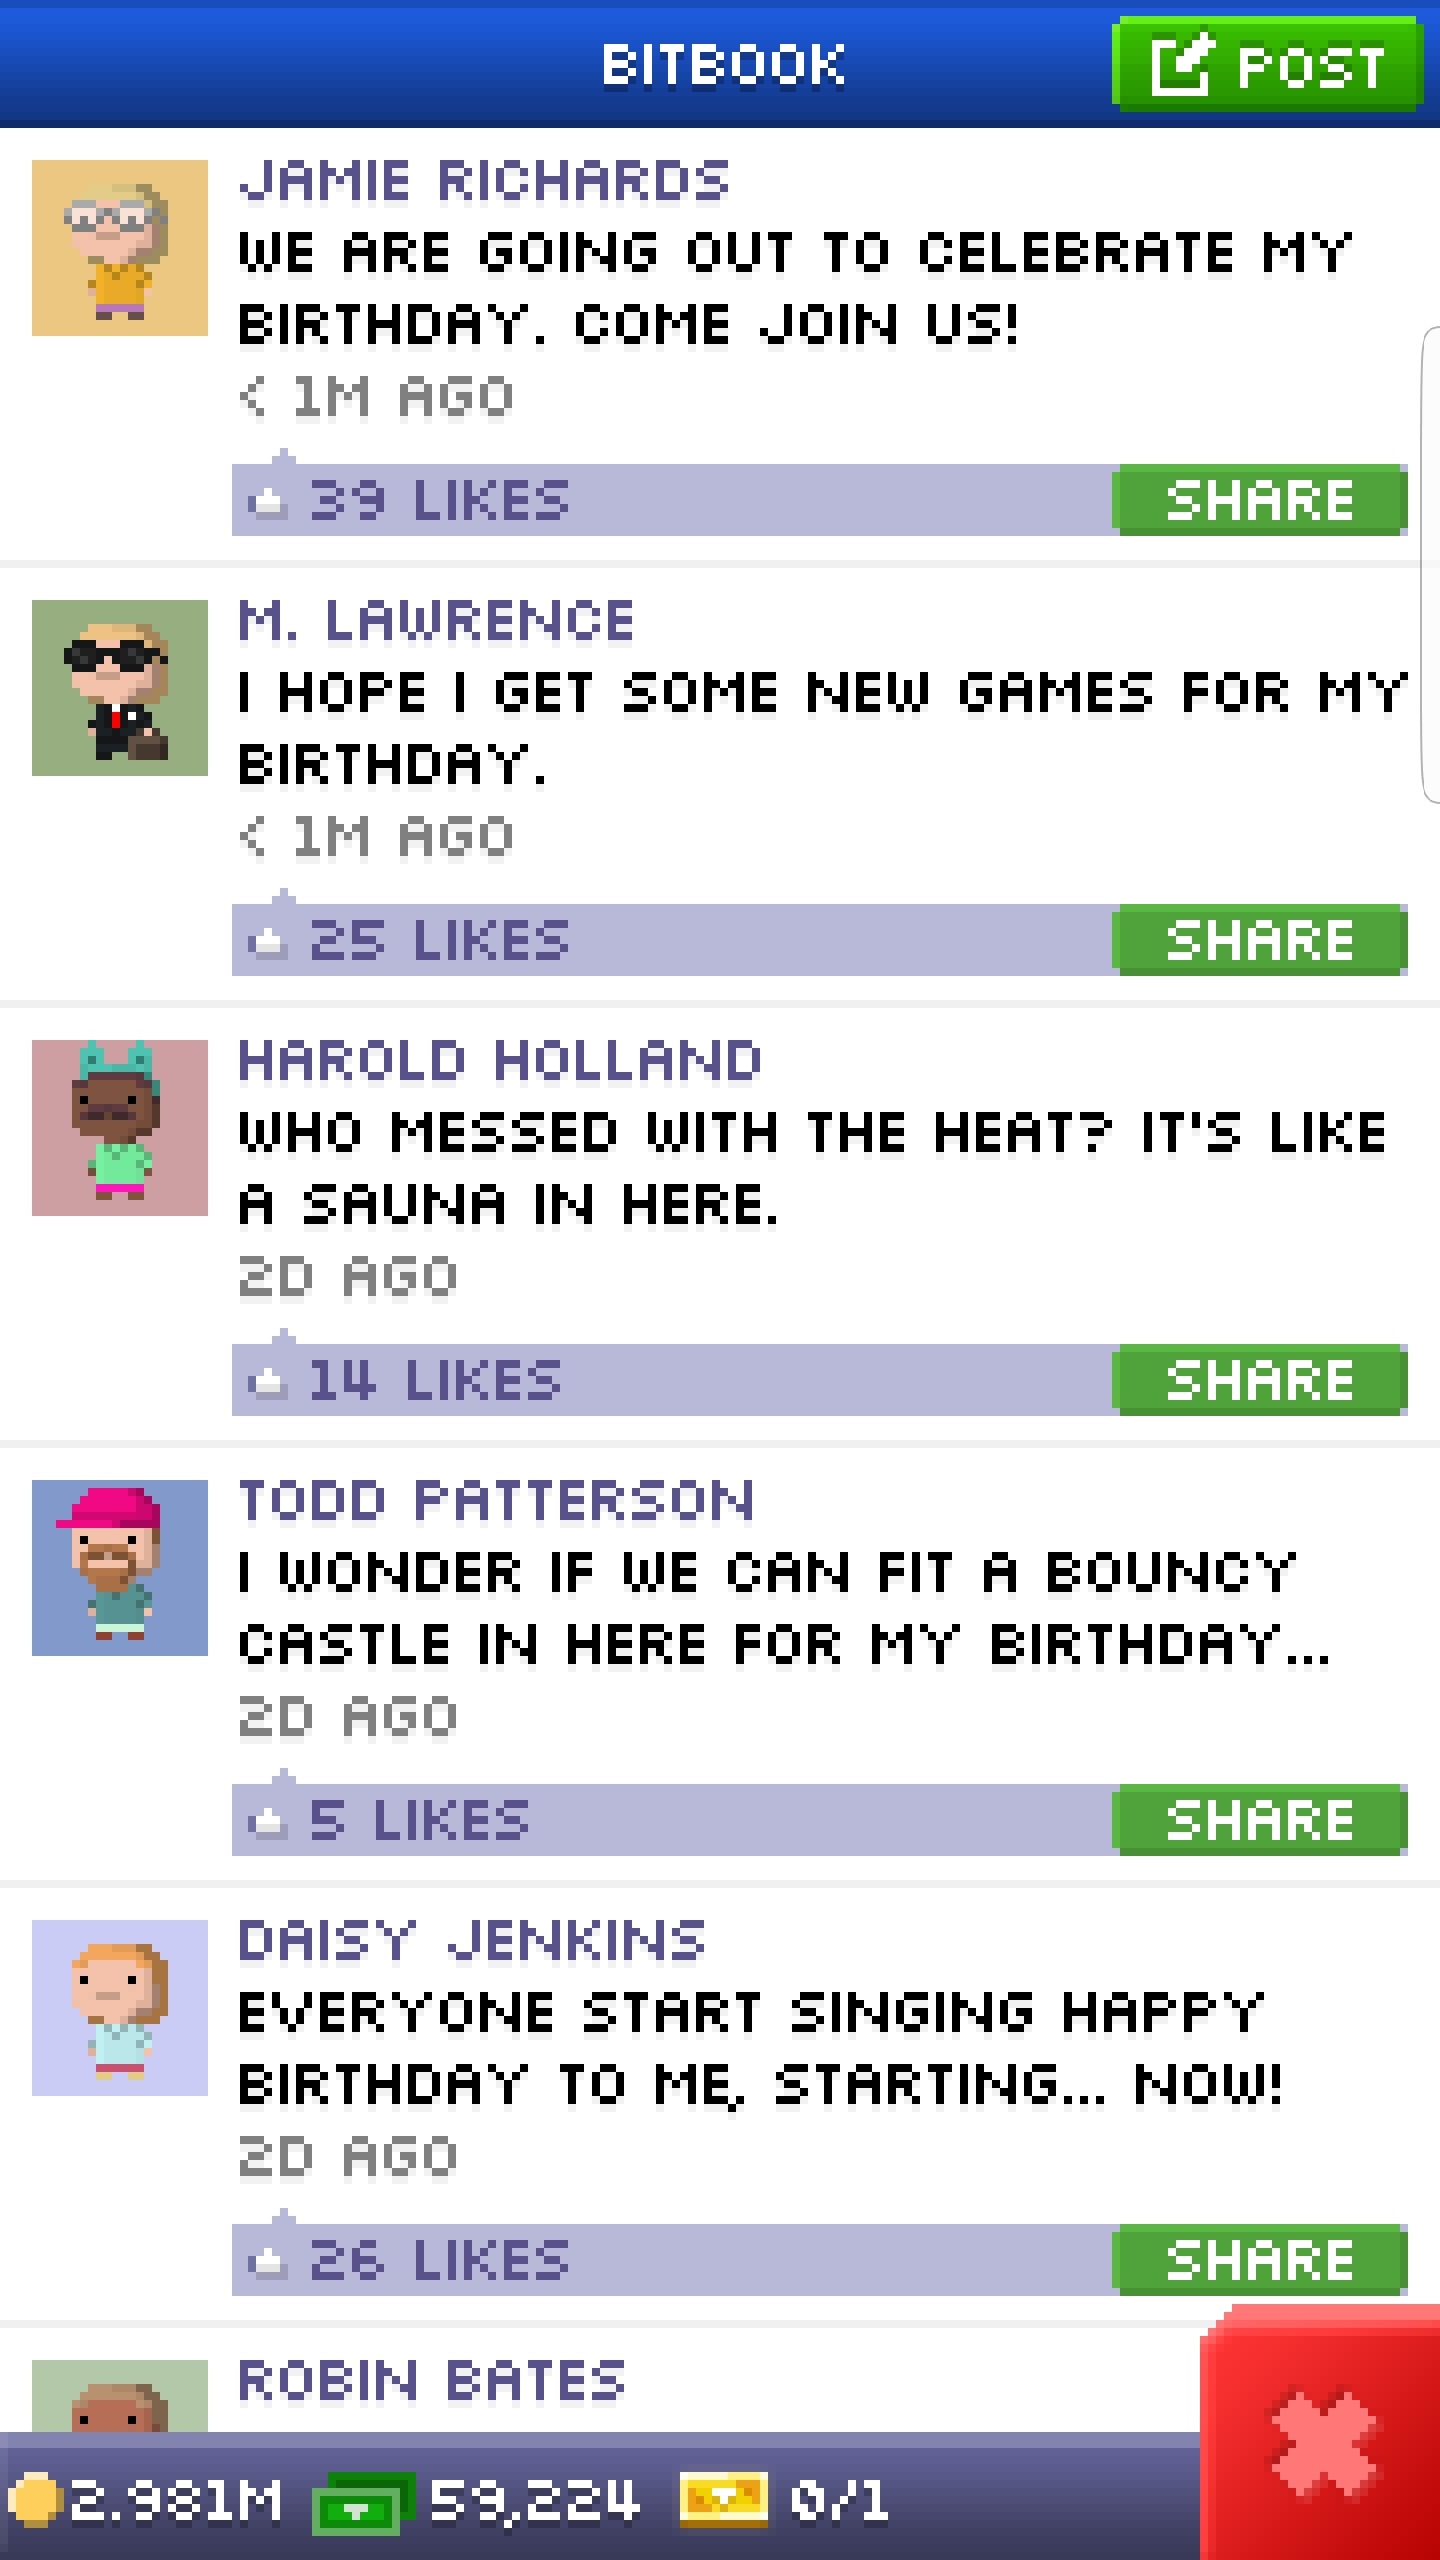 BITBOOK
POST
JAMIE RICHARDS
WE ARE GOING OUT TO CELEBRATE MY
BIRTHDAY. COME JOIN US!
< 1M AGO
39 LIKES
SHARE
M. LAWRENCE
I HOPE I GET SOME NEW GAMES FOR MY
BIRTHDAY.
< 1M AGO
25 LIKES
SHARE
HAROLD HOLLAND
WHO MESSED WITH THE HEAT? IT'S LIKE
A SAUNA IN HERE.
2D AGO
14 LIKES
SHARE
TODD PATTERSON
I WONDER IF WE CAN FIT A BOUNCY
CASTLE IN HERE FOR MY BIRTHDAY...
2D AGO
5 LIKES
SHARE
DAISY JENKINS
EVERYONE START SINGING HAPPY
BIRTHDAY TO ME, STARTING... NOW!
2D AGO
26 LIKES
SHARE
ROBIN BATES
2.981M 59,224 0/1